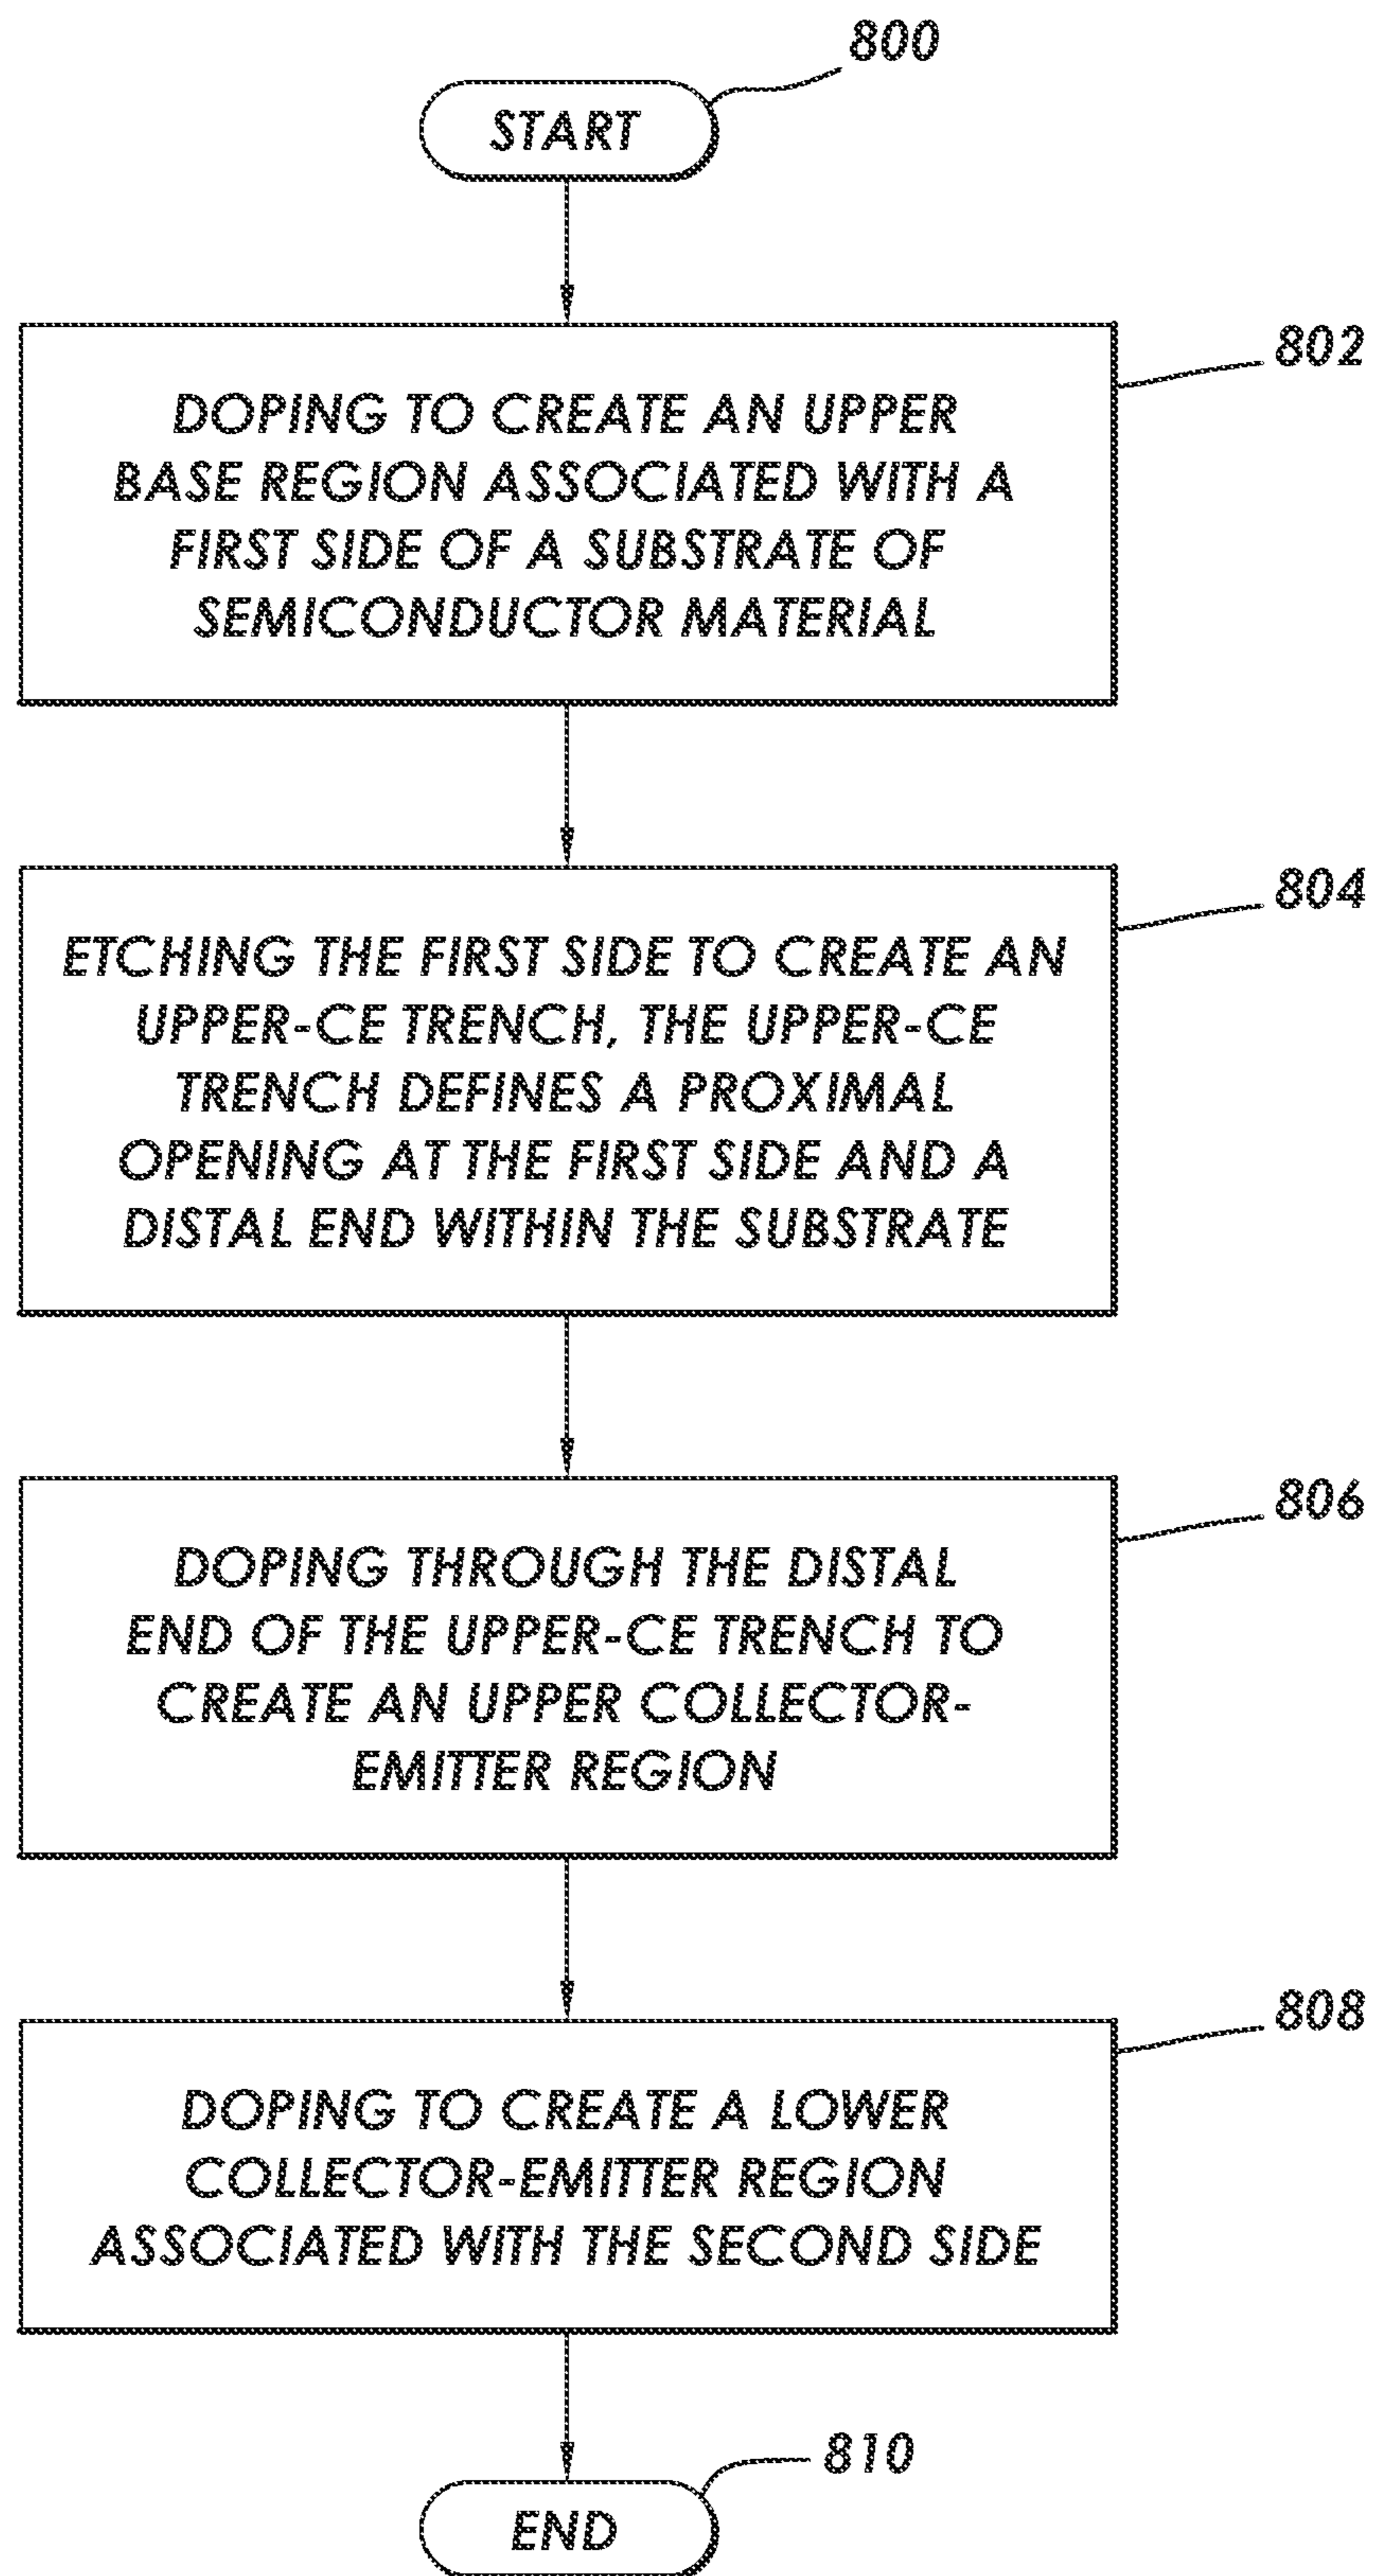 800
START
802
DOPING TO CREATE AN UPPER
BASE REGION ASSOCIATED WITH A
FIRST SIDE OF A SUBSTRATE OF
SEMICONDUCTOR MATERIAL
804
ETCHING THE FIRST SIDE TO CREATE AN
UPPER-CE TRENCH, THE UPPER-CE
TRENCH DEFINES A PROXIMAL
OPENING AT THE FIRST SIDE AND A
DISTAL END WITHIN THE SUBSTRATE
806
DOPING THROUGH THE DISTAL
END OF THE UPPER-CE TRENCH TO
CREATE AN UPPER COLLECTOR-
EMITTER REGION
808
DOPING TO CREATE A LOWER
COLLECTOR-EMITTER REGION
ASSOCIATED WITH THE SECOND SIDE
810
END